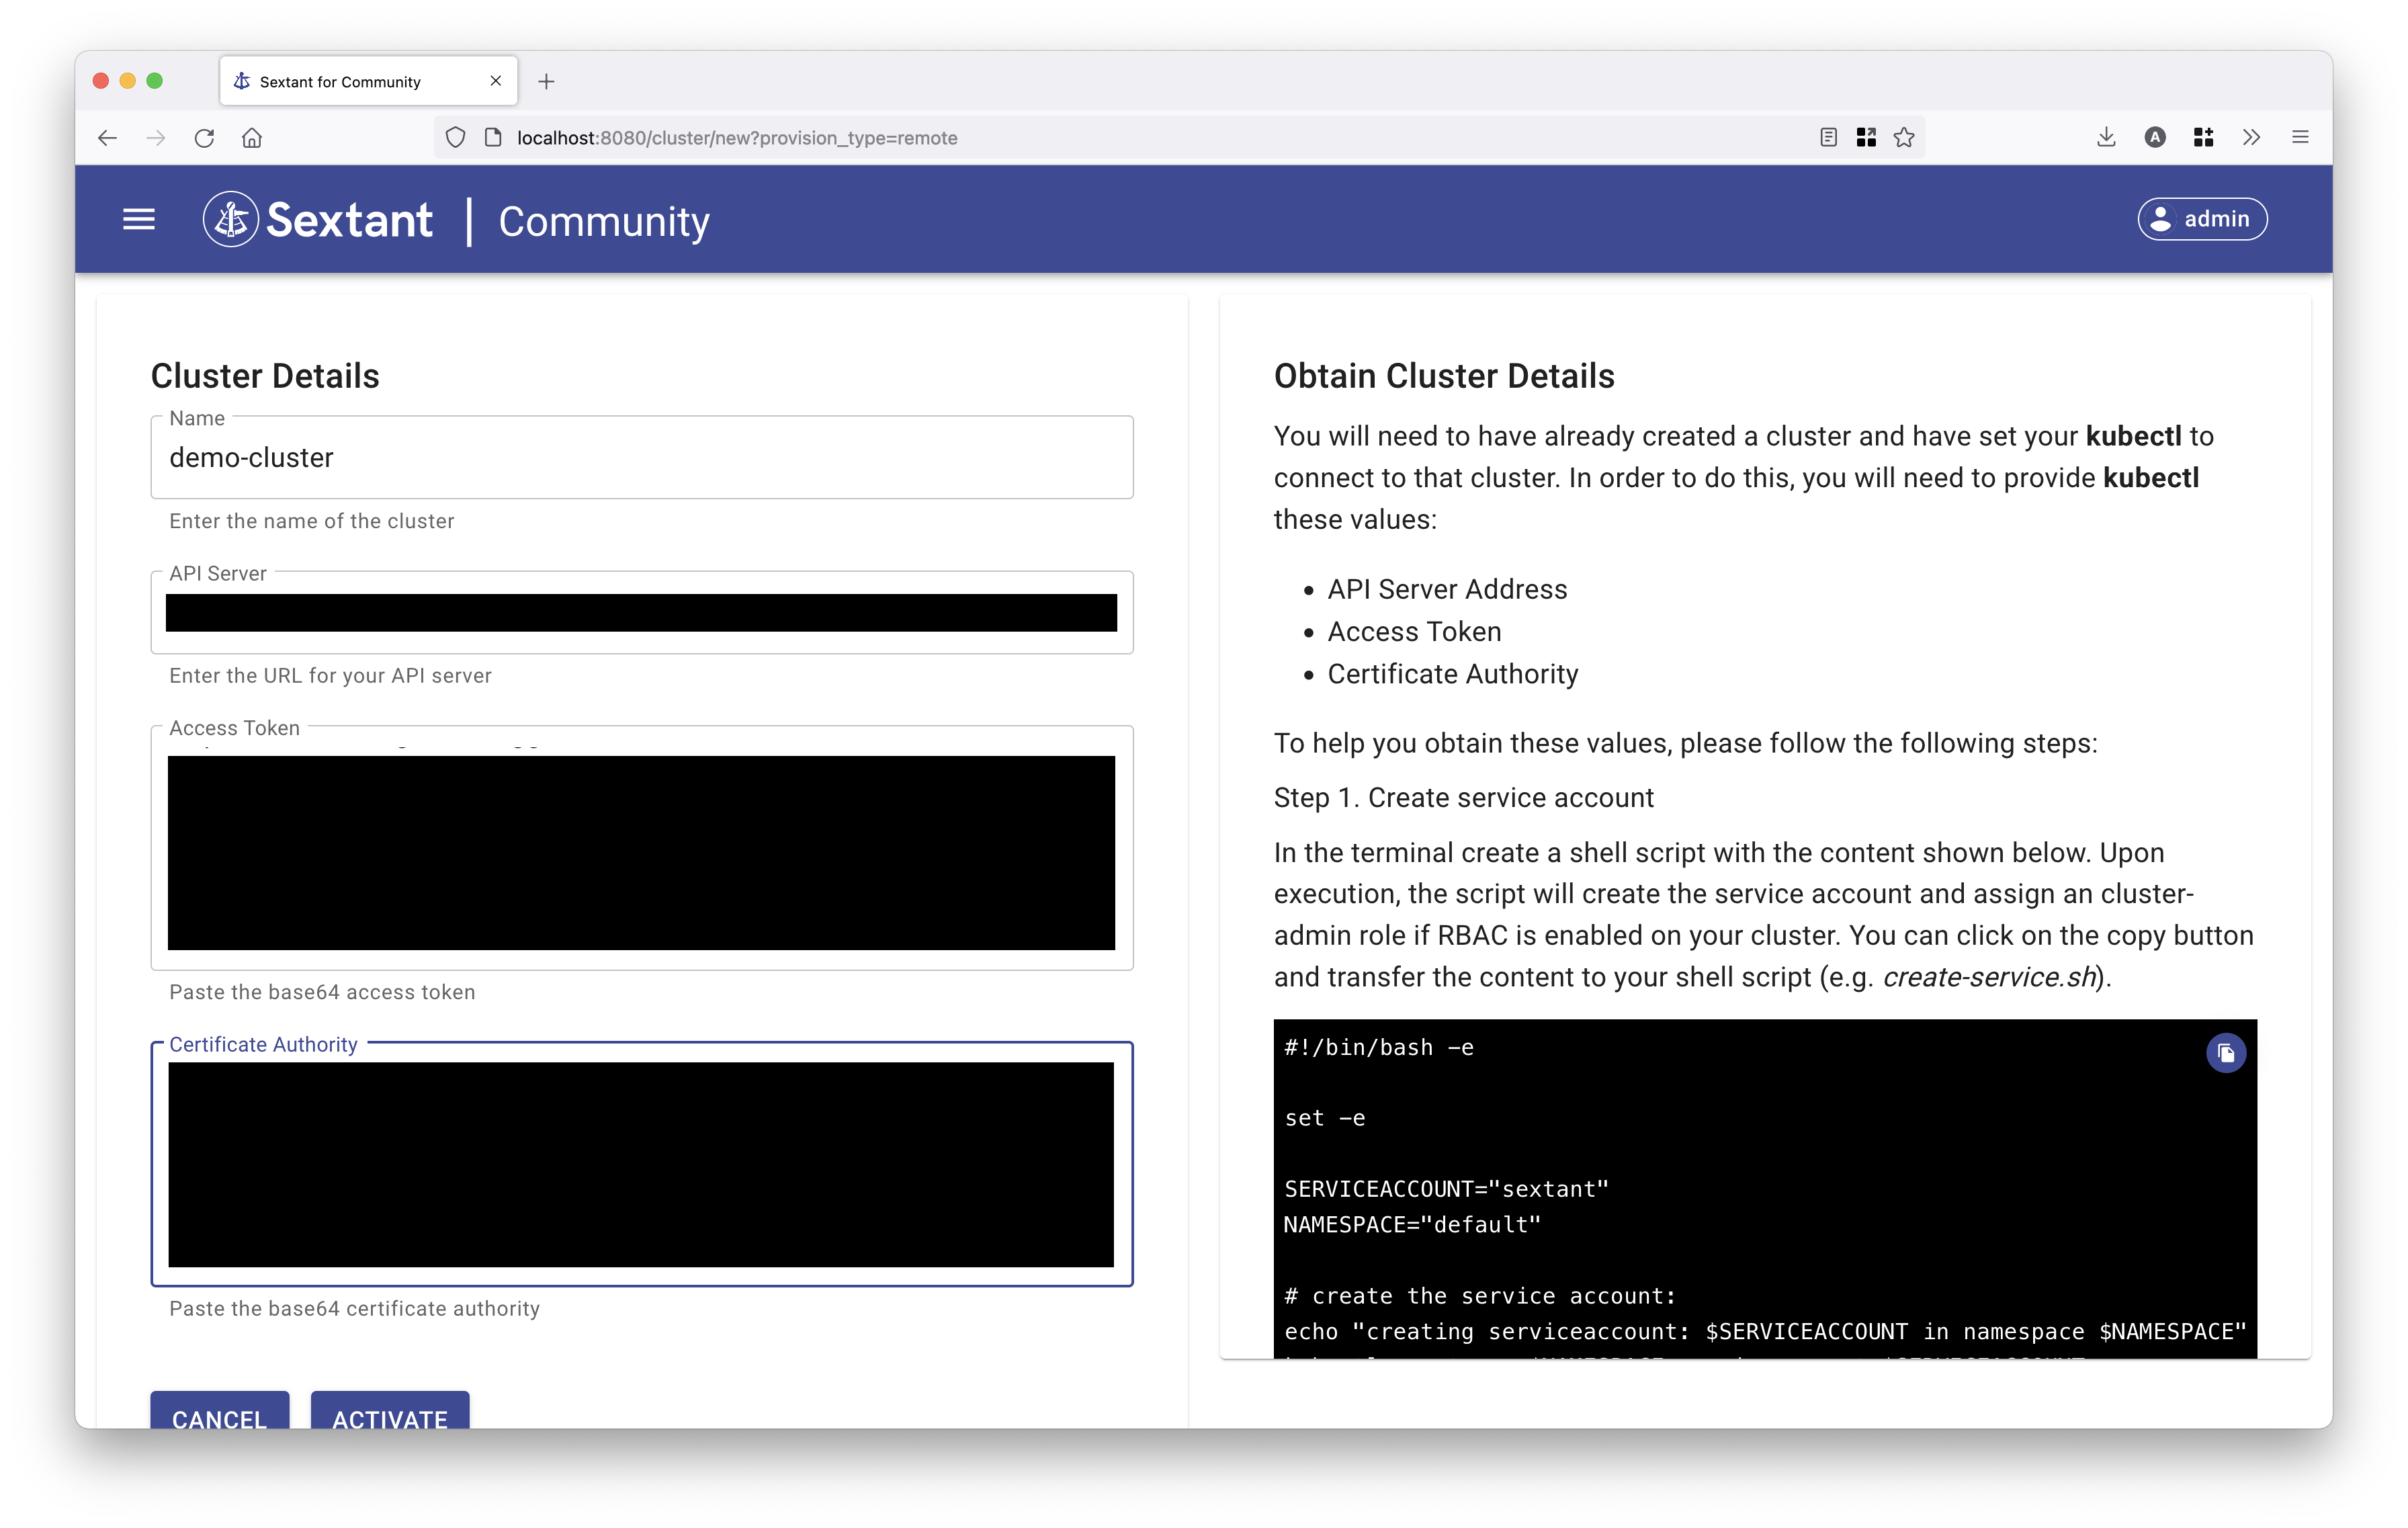 Sextant for Community
localhost:8080/cluster/new?provision_type=remote
A
Sextant | Community
admin
Cluster Details
Name
demo-cluster
Enter the name of the cluster
API Server
Enter the URL for your API server
Access Token
Paste the base64 access token
Certificate Authority
Paste the base64 certificate authority
CANCEL
ACTIVATE
Obtain Cluster Details
You will need to have already created a cluster and have set your kubectl to
connect to that cluster. In order to do this, you will need to provide kubectl
these values:
• API Server Address
• Access Token
• Certificate Authority
To help you obtain these values, please follow the following steps:
Step 1. Create service account
In the terminal create a shell script with the content shown below. Upon
execution, the script will create the service account and assign an cluster-
admin role if RBAC is enabled on your cluster. You can click on the copy button
and transfer the content to your shell script (e.g. create-service.sh).
#!/bin/bash -e
set -e
SERVICEACCOUNT="sextant"
NAMESPACE="default"
# create the service account:
echo "creating serviceaccount: $SERVICEACCOUNT in namespace $NAMESPACE"